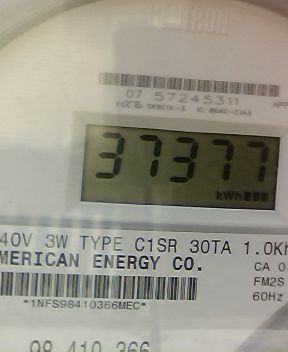 07 57245311
37377
kWh
40V 3W TYPE C1SR 30TA 1.0Kh
MERICAN ENERGY CO.
CA 0
FM2S
*1NFS98410366MEC*
60Hz
98 410 366